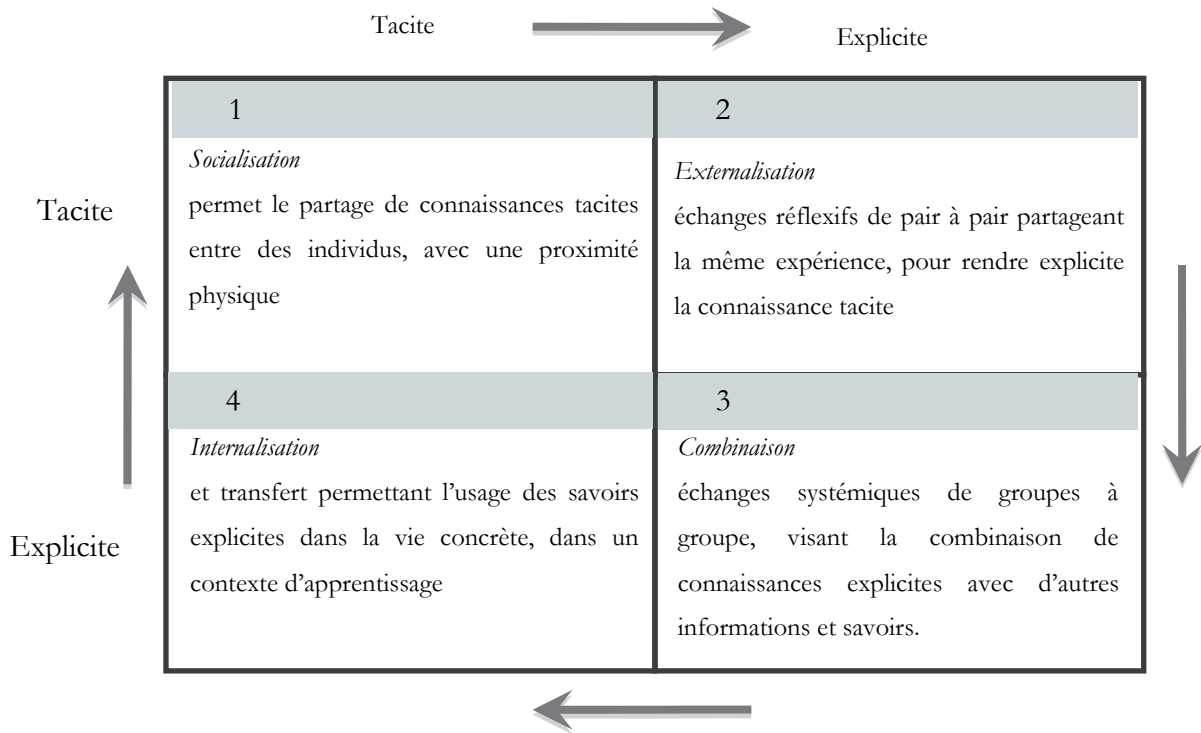 Tacite
Explicite
1
Socialisation
permet le partage de connaissances tacites
entre des individus, avec une proximité
physique
2
Externalisation
échanges réflexifs de pair à pair partageant
la même expérience, pour rendre explicite
la connaissance tacite
Tacite
Explicite
4
Internalisation
et transfert permettant l’usage des savoirs
explicites dans la vie concrète, dans un
contexte d’apprentissage
3
Combinaison
échanges systémiques de groupes à
groupe, visant la combinaison de
connaissances explicites avec d’autres
informations et savoirs.